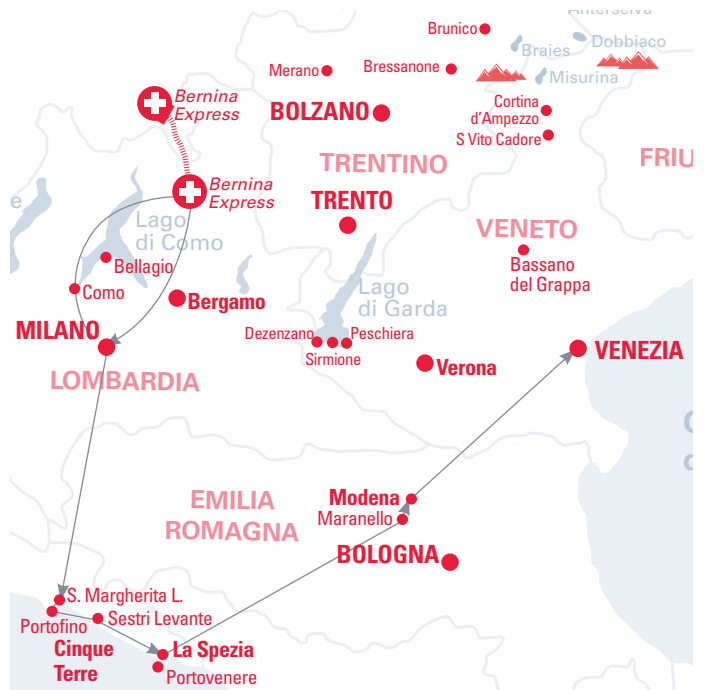 Anterselva
Brunico
Dobbiaco
Braies
Merano
Bressanone
Misurina
Bernina
Express
Cortina
d'Ampezzo
BOLZANO
S Vito Cadore
TRENTINO
FRIU
Bernina
Express
TRENTO
e
Lago
di Como
VENETO
Bellagio
Bassano
del Grappa
Lago
di Garda
Como
Bergamo
MILANO
Dezenzano
Peschiera
Sirmione
VENEZIA
Verona
LOMBARDIA
EMILIA
ROMAGNA
Modena
Maranello
BOLOGNA
S. Margherita L.
Portofino
Sestri Levante
Cinque
Terre
La Spezia
Portovenere